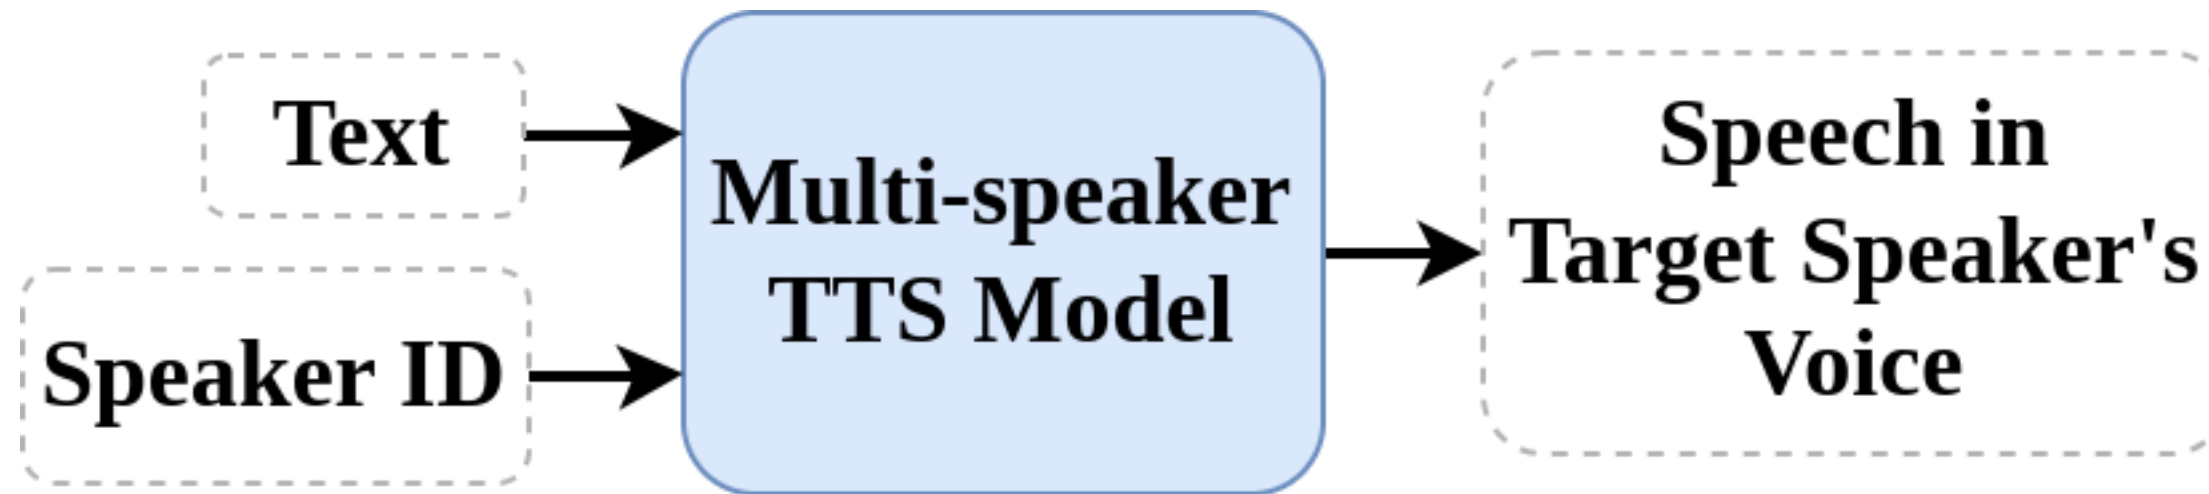 Text
Speaker ID
Multi-speaker
TTS Model
Speech in
Target Speaker's
Voice